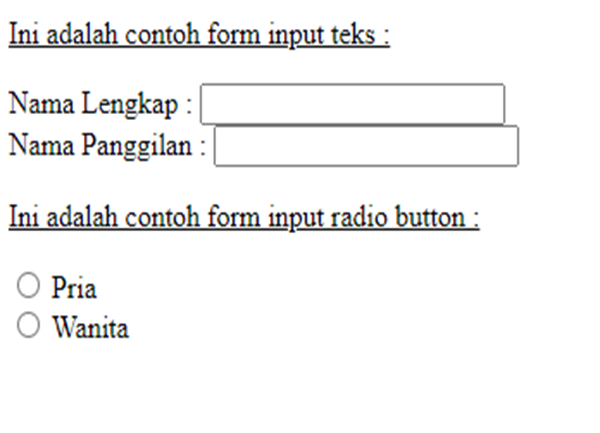 Ini adalah contoh form input teks :
Nama Lengkap :
Nama Panggilan :
Ini adalah contoh form input radio button :
Pria
Wanita